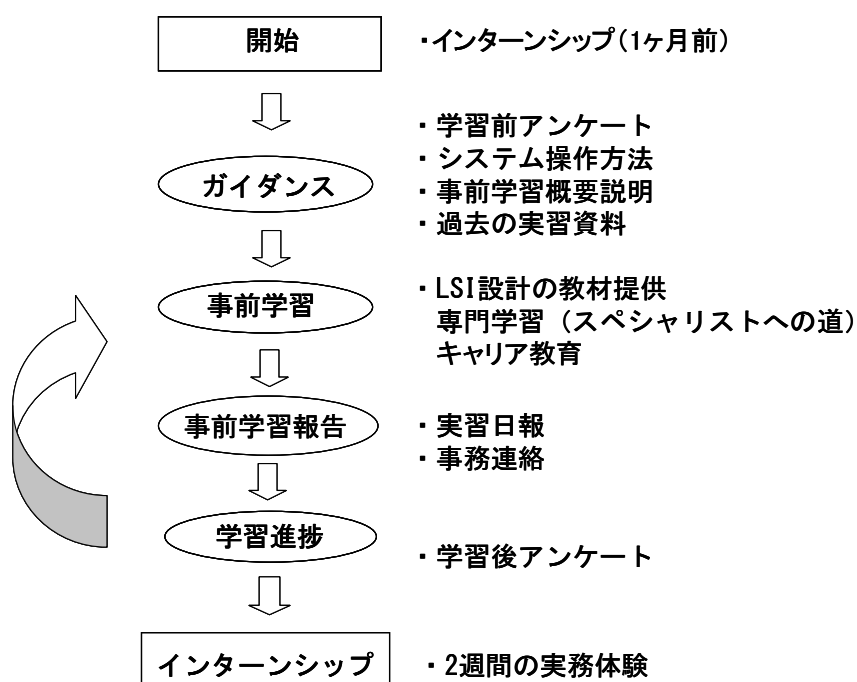 開始
・インターンシップ（1ヶ月前）
・学習前アンケート
・システム操作方法
ガイダンス
・事前学習概要説明
・過去の実習資料
事前学習
・LSI設計の教材提供
専門学習（スペシャリストへの道）
キャリア教育
事前学習報告
・実習日報
・事務連絡
学習進捗
・学習後アンケート
インターンシップ
・2週間の実務体験